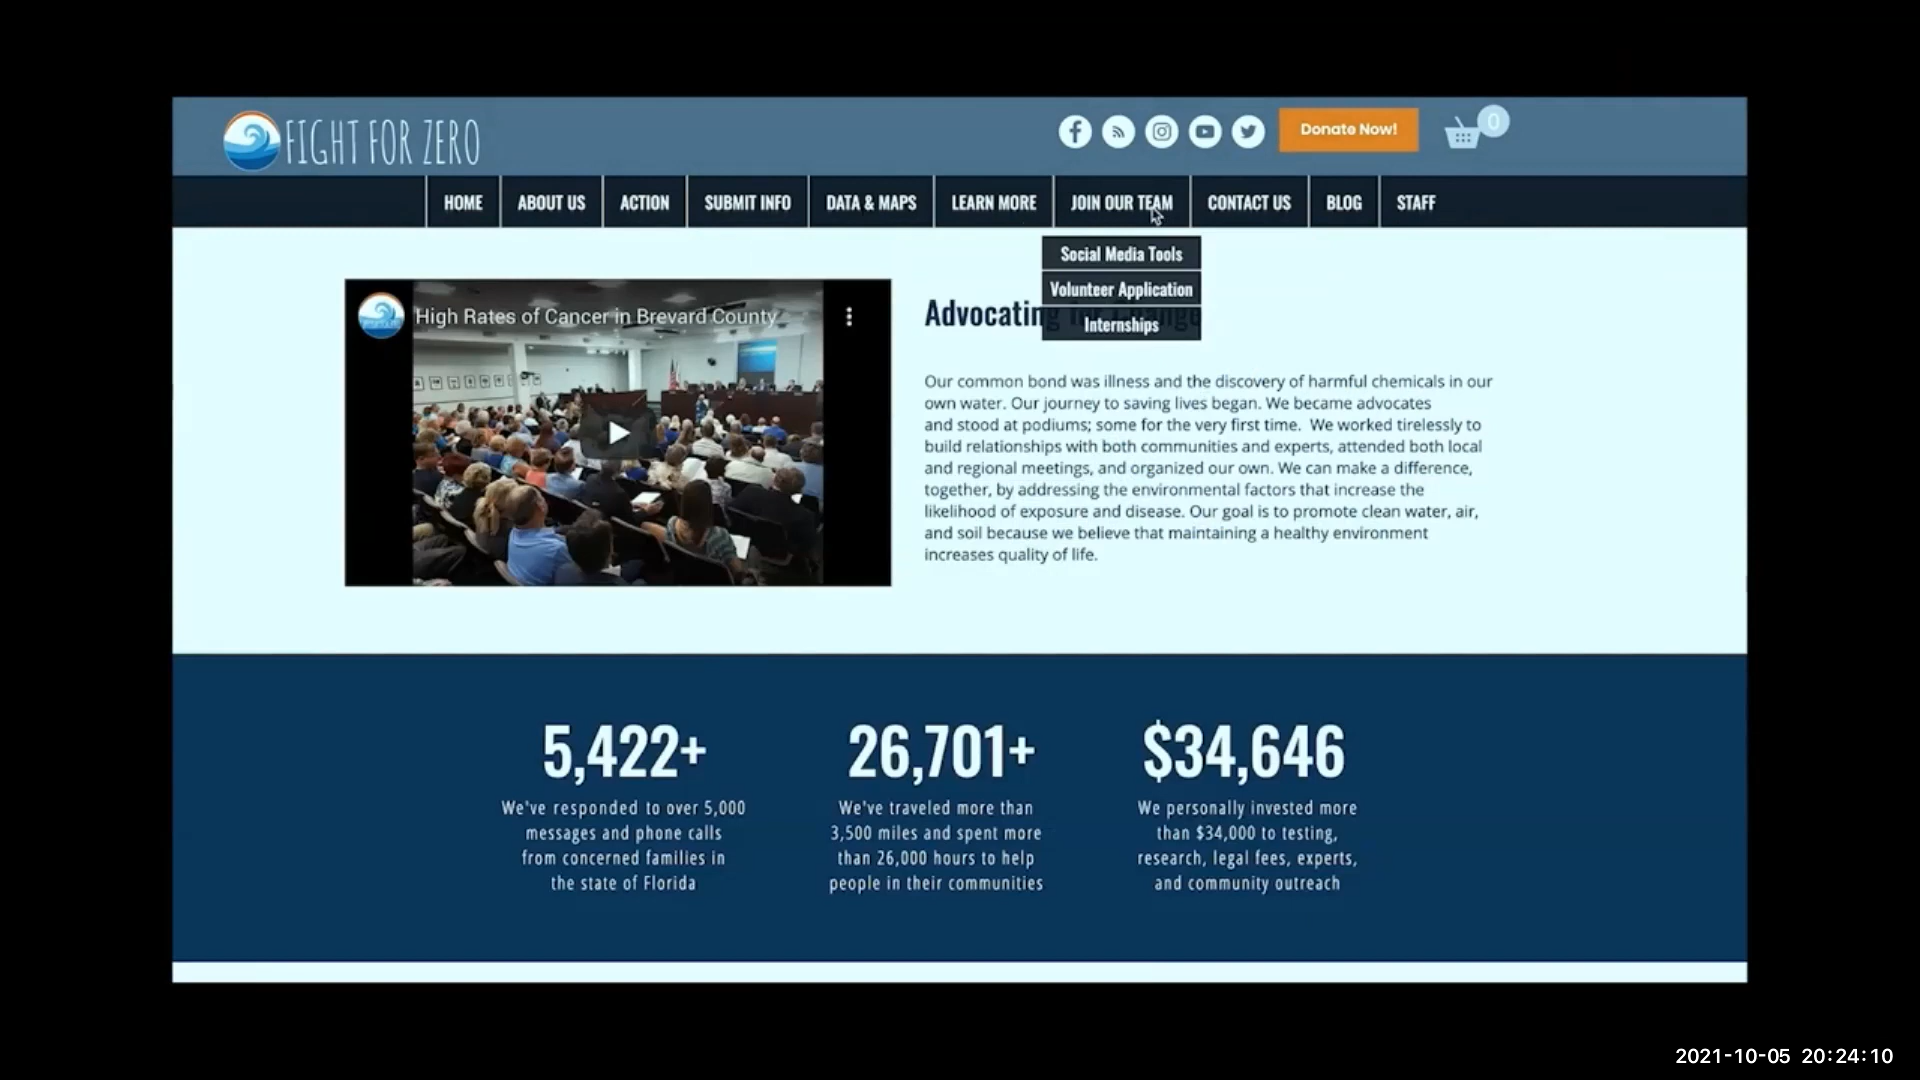 FIGHT FOR ZERO
Donate Now!
0
HOME
ABOUT US
ACTION
SUBMIT INFO
DATA & MAPS
LEARN MORE
JOIN OUR TEAM
CONTACT US
BLOG
STAFF
Social Media Tools
Volunteer Application
Internships
High Rates of Cancer in Brevard County
Advocating for Change
Our common bond was illness and the discovery of harmful chemicals in our
own water. Our journey to saving lives began. We became advocates
and stood at podiums; some for the very first time. We worked tirelessly to
build relationships with both communities and experts, attended both local
and regional meetings, and organized our own. We can make a difference,
together, by addressing the environmental factors that increase the
likelihood of exposure and disease. Our goal is to promote clean water, air,
and soil because we believe that maintaining a healthy environment
increases quality of life.
5,422+
We've responded to over 5,000
messages and phone calls
from concerned families in
the state of Florida
26,701+
We've traveled more than
3,500 miles and spent more
than 26,000 hours to help
people in their communities
$34,646
We personally invested more
than $34,000 to testing,
research, legal fees, experts,
and community outreach
2021-10-05 20:24:10